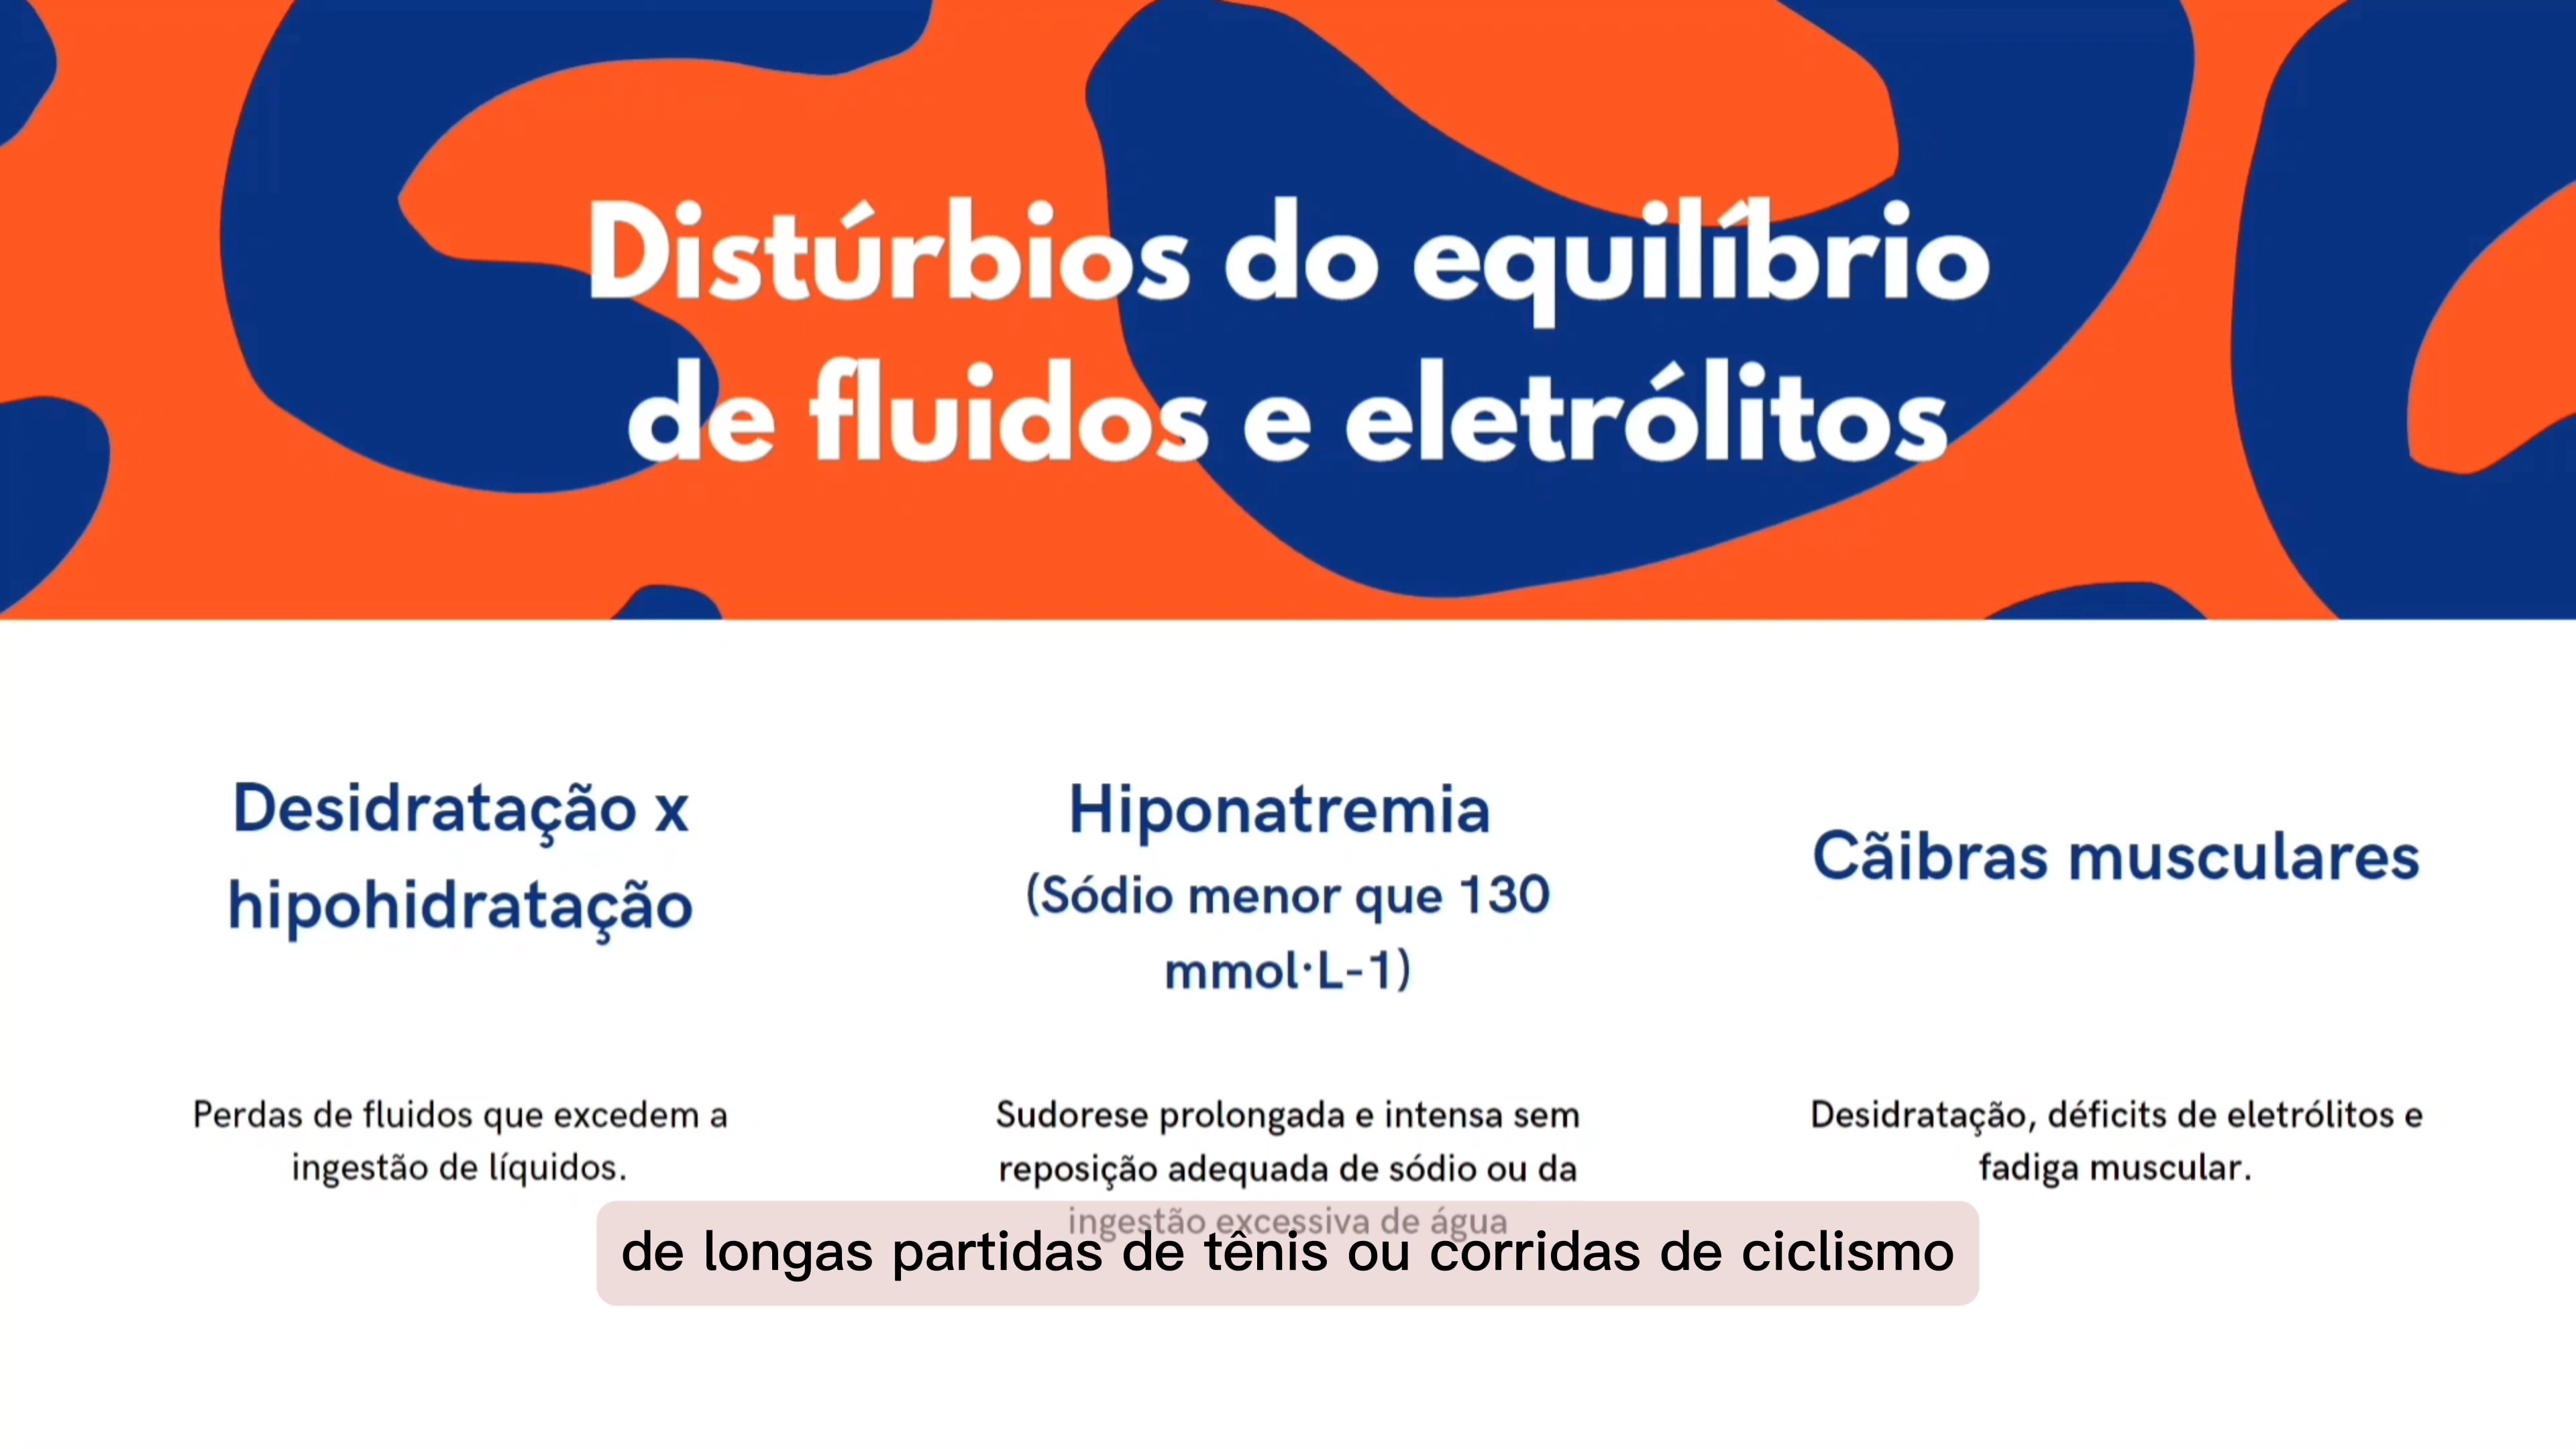 Distúrbios do equilíbrio
de fluidos e eletrólitos
Desidratação x
hipohidratação
Perdas de fluidos que excedem a
ingestão de líquidos.
Hiponatremia
(Sódio menor que 130
mmol·L-1)
Sudorese prolongada e intensa sem
reposição adequada de sódio ou da
ingestão excessiva de água
Cãibras musculares
Desidratação, déficits de eletrólitos e
fadiga muscular.
de longas partidas de tênis ou corridas de ciclismo